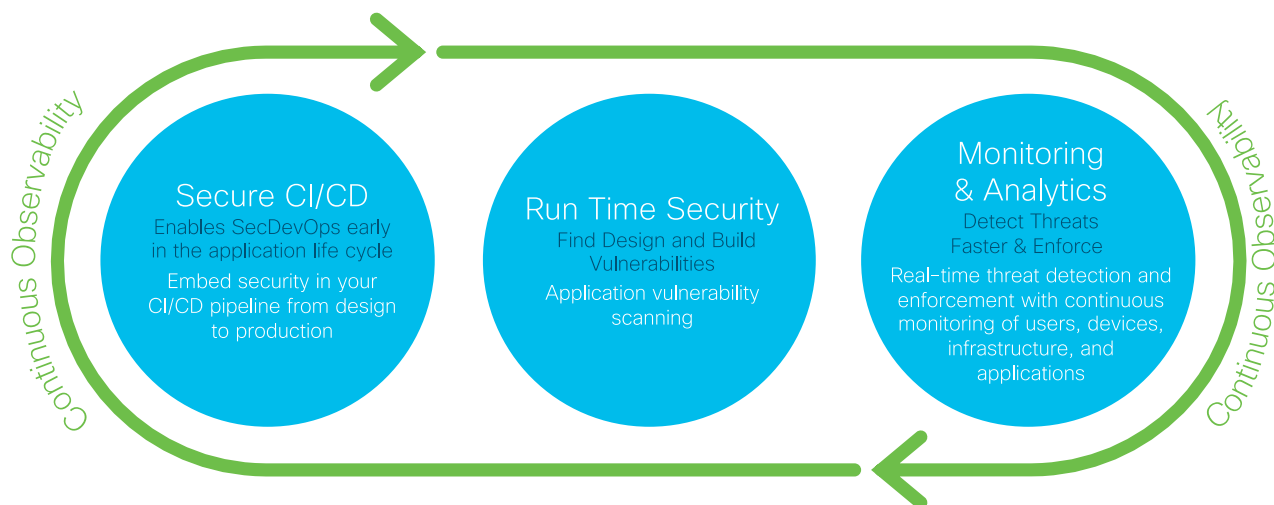 Continuous Observability
Secure CI/CD
Enables SecDevOps early
in the application life cycle
Embed security in your
CI/CD pipeline from design
to production
Run Time Security
Find Design and Build
Vulnerabilities
Application vulnerability
scanning
Monitoring
& Analytics
Detect Threats
Faster & Enforce
Real-time threat detection and
enforcement with continuous
monitoring of users, devices,
infrastructure, and
applications
Continuous Observability